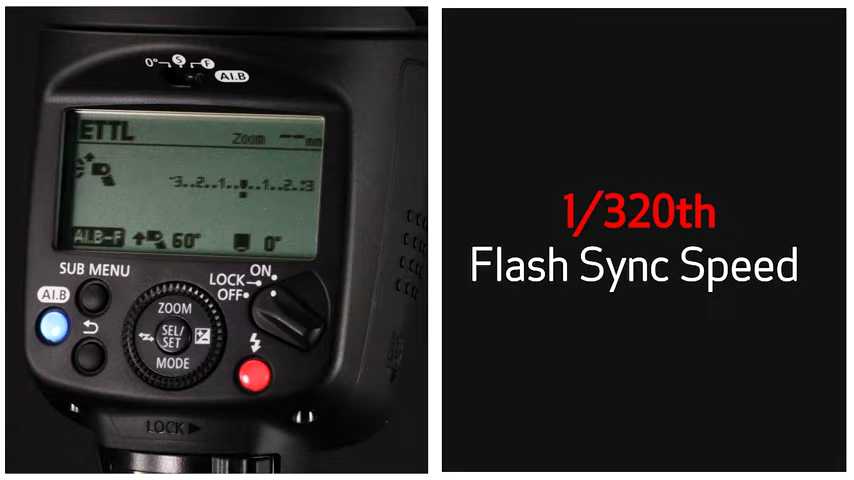 0° S F
AI.B
ETTL
Zoom --mm
-3..2..1..0..1..2..:3
AI.B-F 60° 0°
SUB MENU
ON
LOCK
OFF
AI.B
ZOOM
SEL/
SET
MODE
LOCK
1/320th
Flash Sync Speed